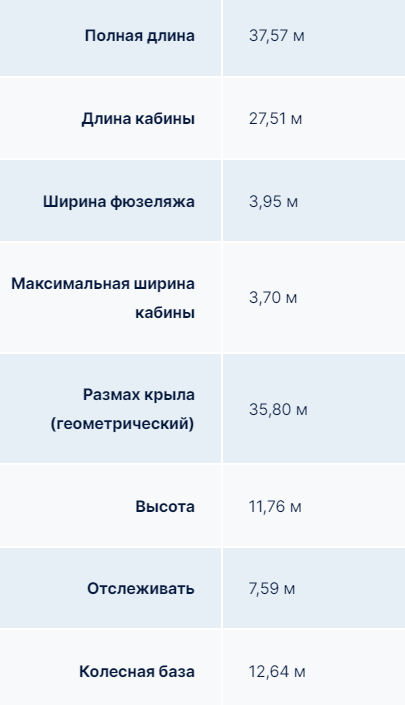 Полная длина 37,57 м
Длина кабины 27,51 м
Ширина фюзеляжа 3,95 м
Максимальная ширина
кабины 3,70 м
Размах крыла
(геометрический) 35,80 м
Высота 11,76 м
Отслеживать 7,59 м
Колесная база 12,64 м